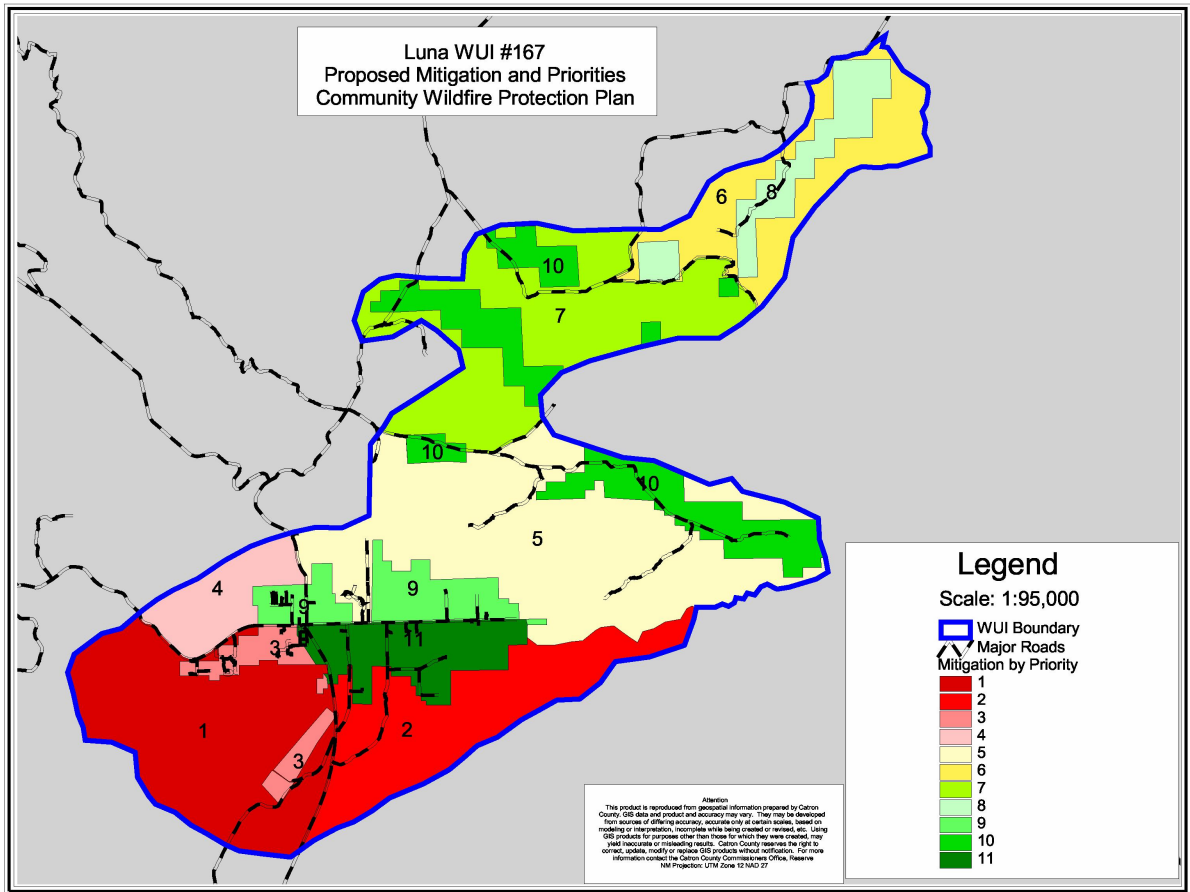 Luna WUI #167
Proposed Mitigation and Priorities
Community Wildfire Protection Plan
6
8
10
7
10
10
5
4
9
9
3
11
1
2
3
Legend
Scale: 1:95,000
WUI Boundary
Major Roads
Mitigation by Priority
1
2
3
4
5
6
7
8
9
10
11
Attention
This product is reproduced from geospatial information prepared by Catron
County. GIS data and product and accuracy may vary. They may be developed
from sources of differing accuracy, accurate only at certain scales, based on
modeling or interpretation, incomplete while being created or revised, etc. Using
GIS products for purposes other than those for which they were created, may
yield inaccurate or misleading results. Catron County reserves the right to
correct, update, modify or replace GIS products without notification. For more
information contact the Catron County Commissioners Office, Reserve
NM Projection: UTM Zone 12 NAD 27